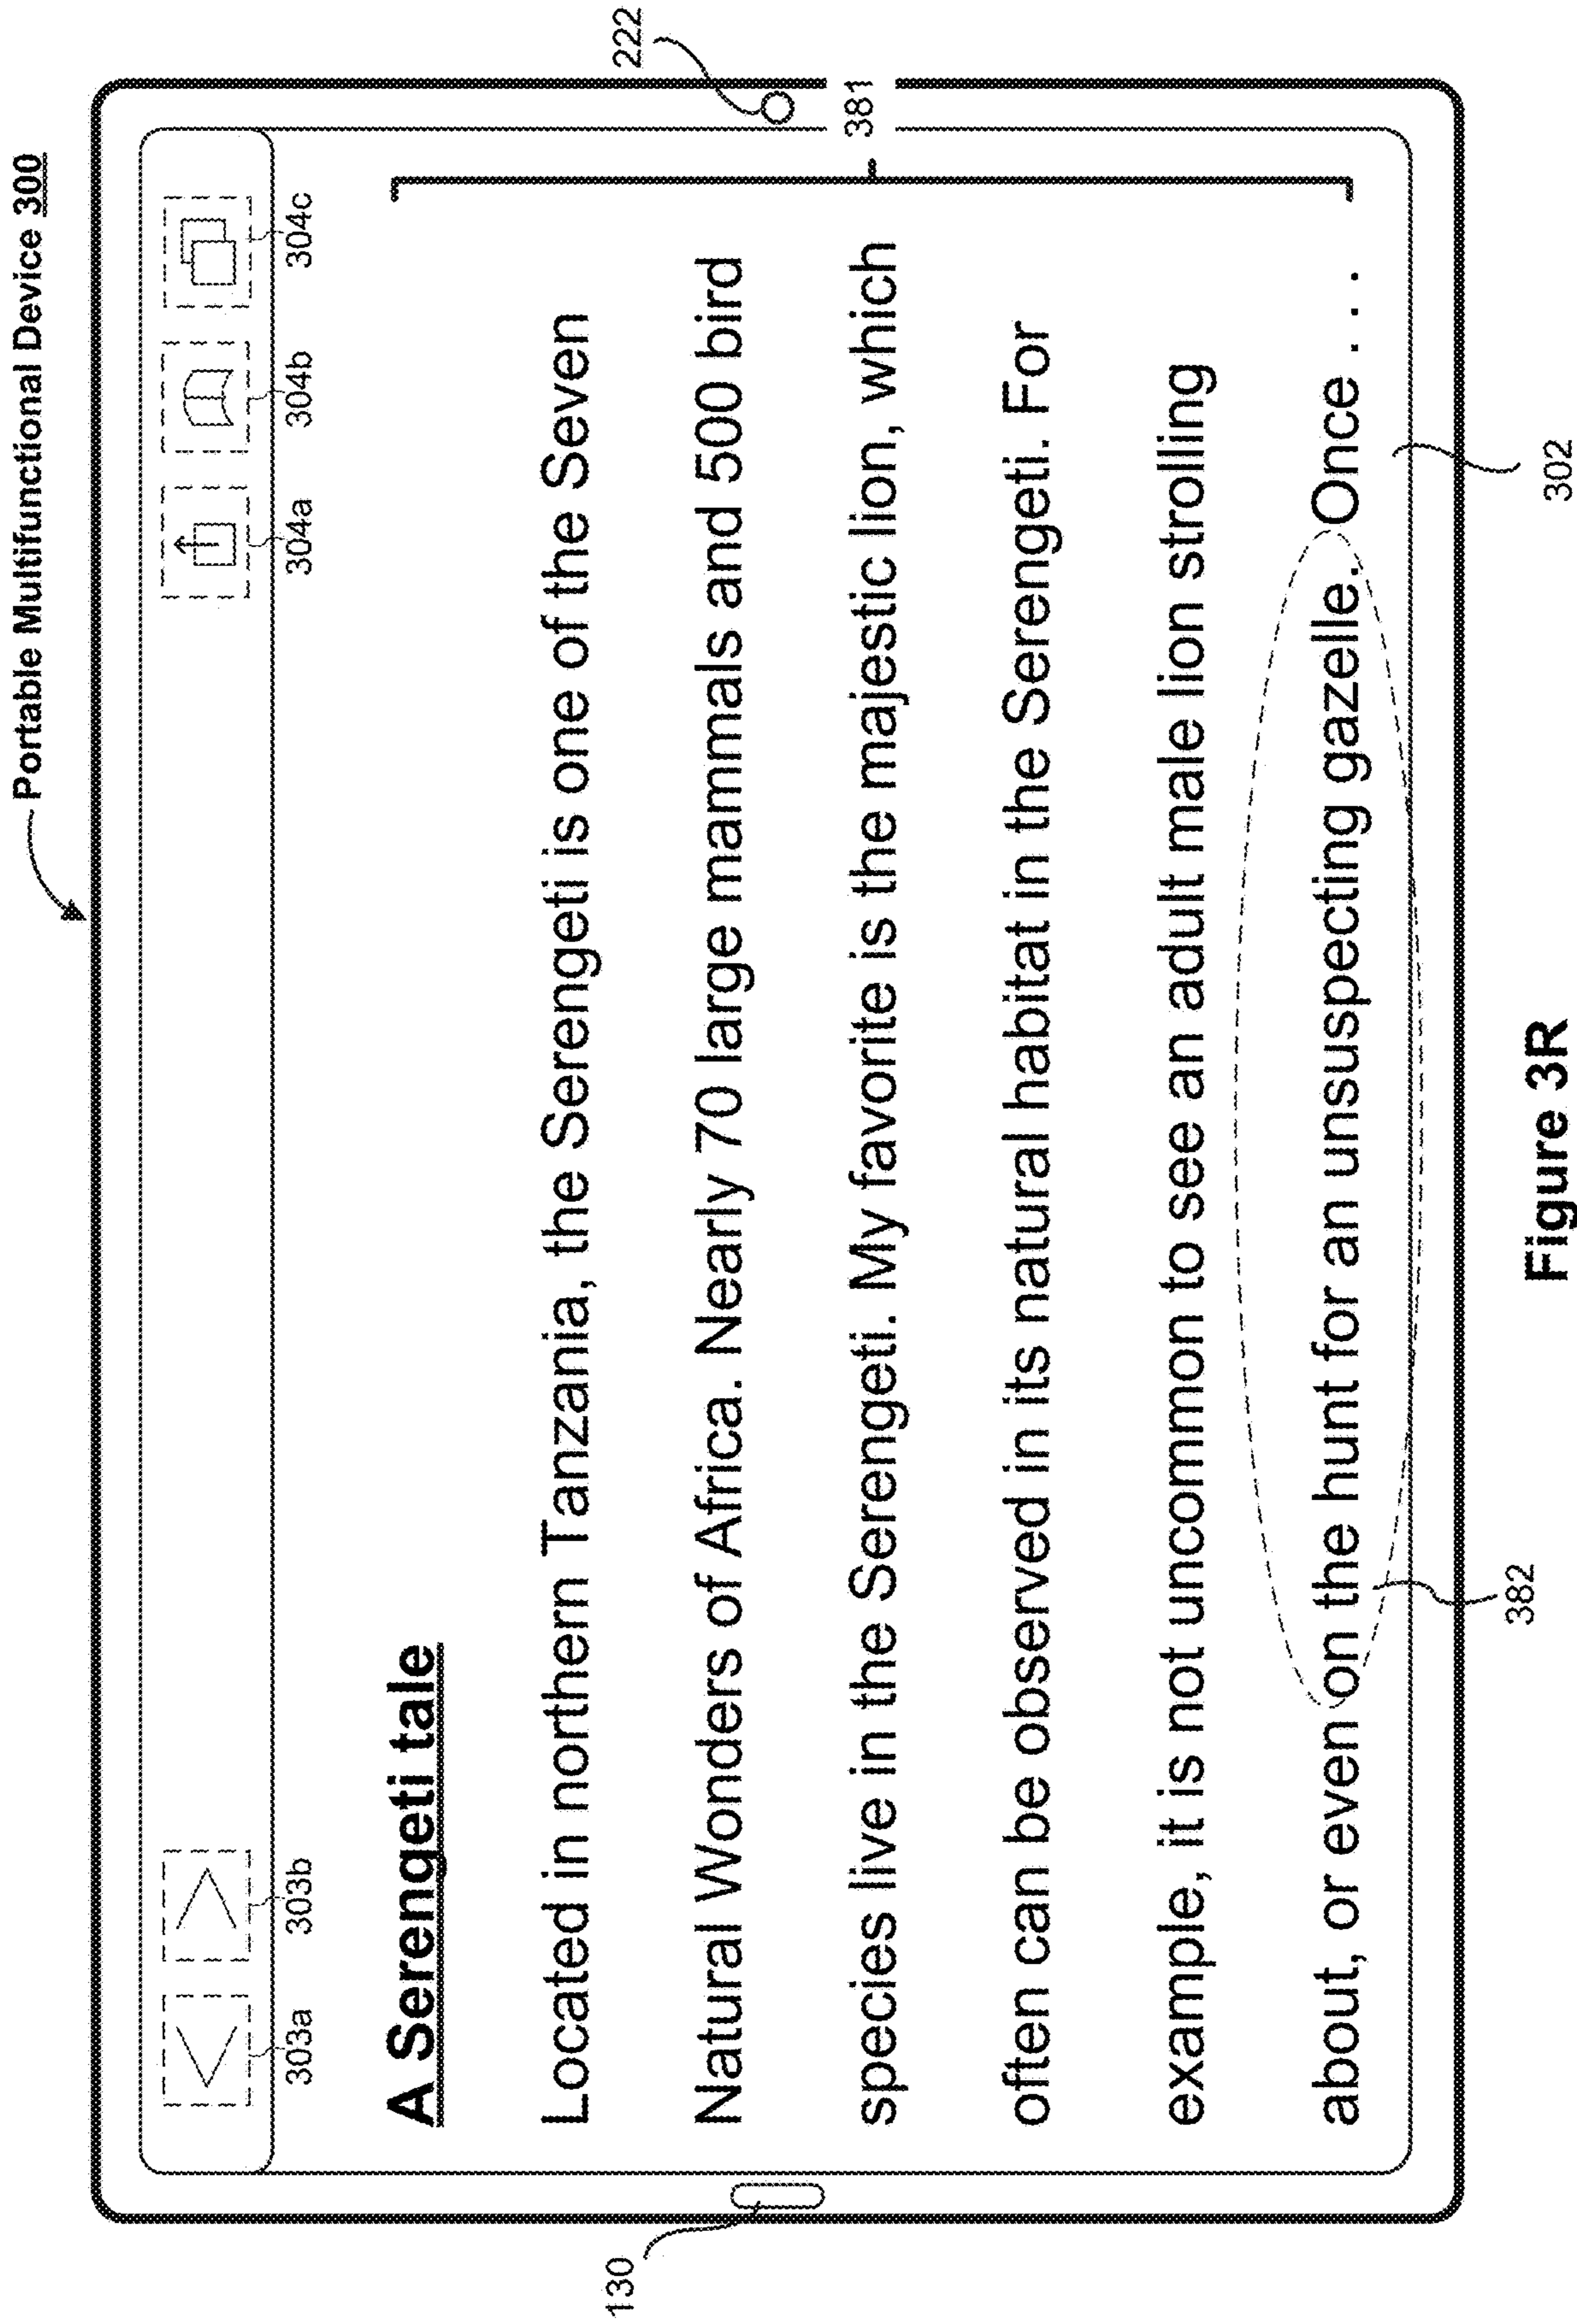 Portable Multifunctional Device 300
303a
303b
304a
304b
304c
A Serengeti tale
Located in northern Tanzania, the Serengeti is one of the Seven
Natural Wonders of Africa. Nearly 70 large mammals and 500 bird
species live in the Serengeti. My favorite is the majestic lion, which
often can be observed in its natural habitat in the Serengeti. For
example, it is not uncommon to see an adult male lion strolling
about, or even on the hunt for an unsuspecting gazelle. Once . . .
130
222
381
382
302
Figure 3R